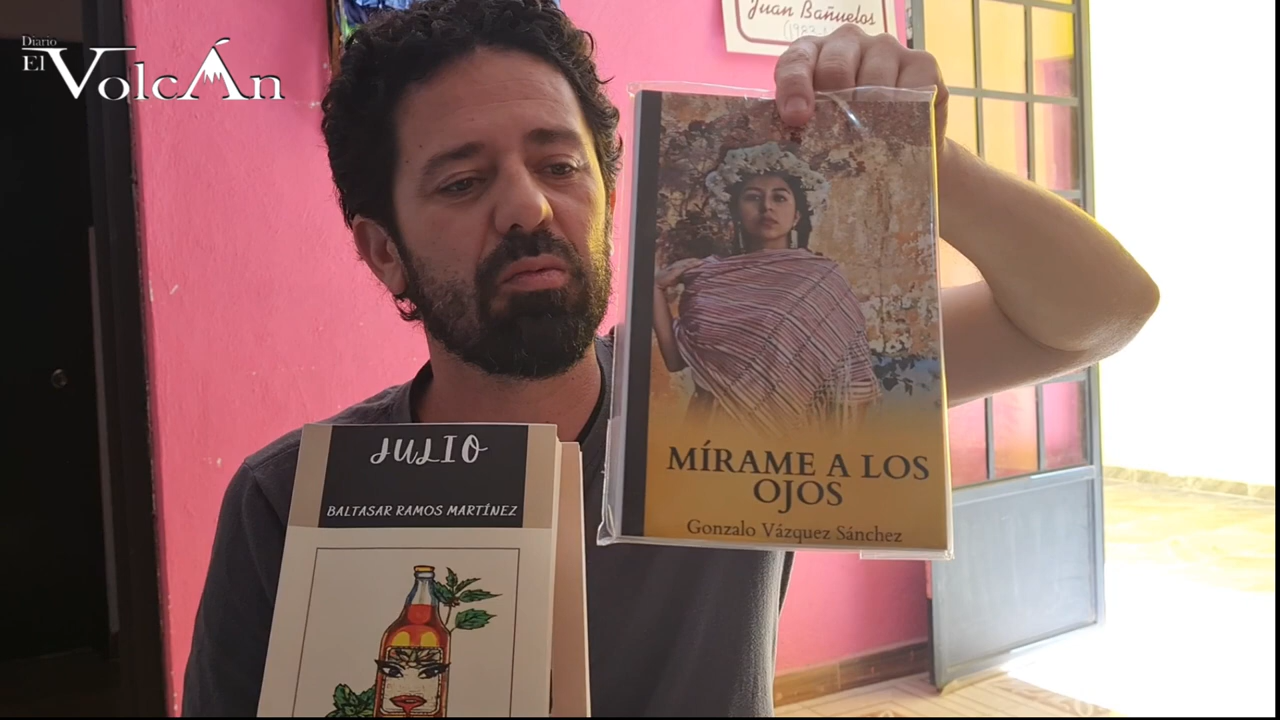 Diario
El Volcán
Juan Bañuelos
JULIO
BALTASAR RAMOS MARTÍNEZ
MÍRAME A LOS
OJOS
Gonzalo Vázquez Sánchez